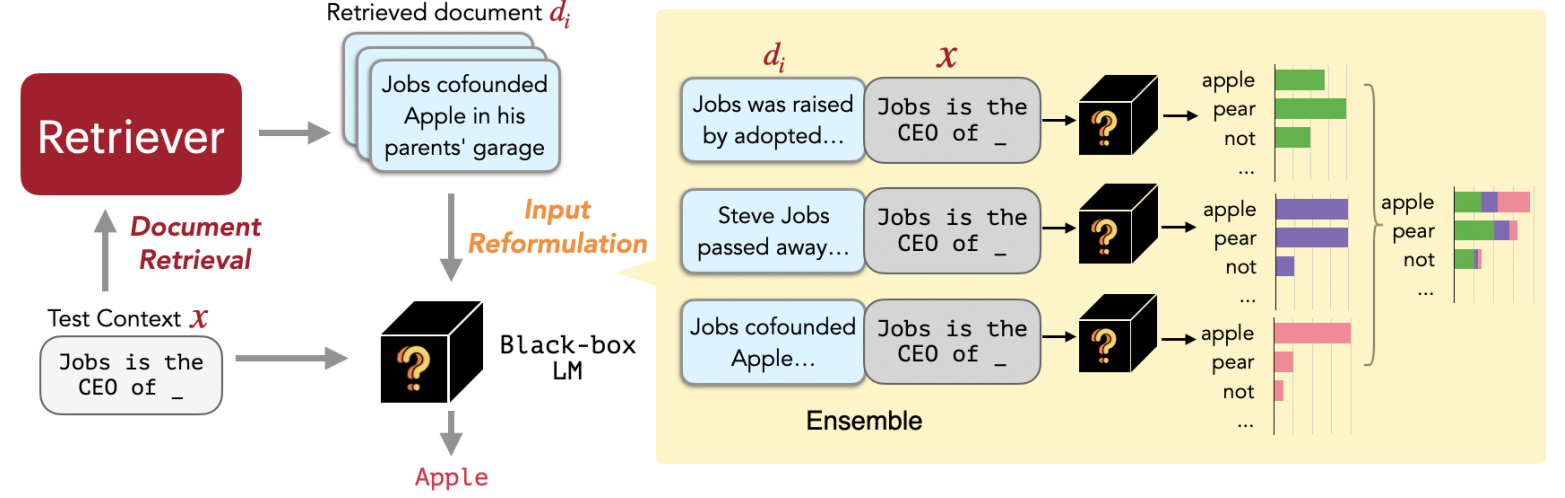 Retrieved document d_i
Retriever
Jobs cofounded
Apple in his
parents' garage
Document
Retrieval
Input
Reformulation
Test Context x
Jobs is the
CEO of _
?
Black-box
LM
Apple
d_i
x
Jobs was raised
by adopted...
Jobs is the
CEO of _
?
apple
pear
not
...
Steve Jobs
passed away...
Jobs is the
CEO of _
?
apple
pear
not
...
Jobs cofounded
Apple...
Jobs is the
CEO of _
?
apple
pear
not
...
apple
pear
not
...
Ensemble